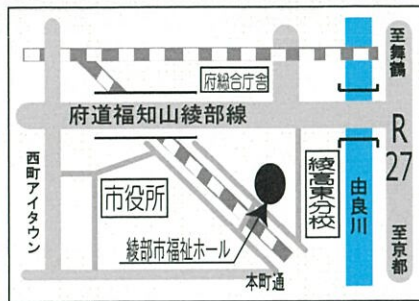 府総合庁舎
至舞鶴
府道福知山綾部線
R
27
西町アイタウン
市役所
綾高東分校
由良川
綾部市福祉ホール
至京都
本町通